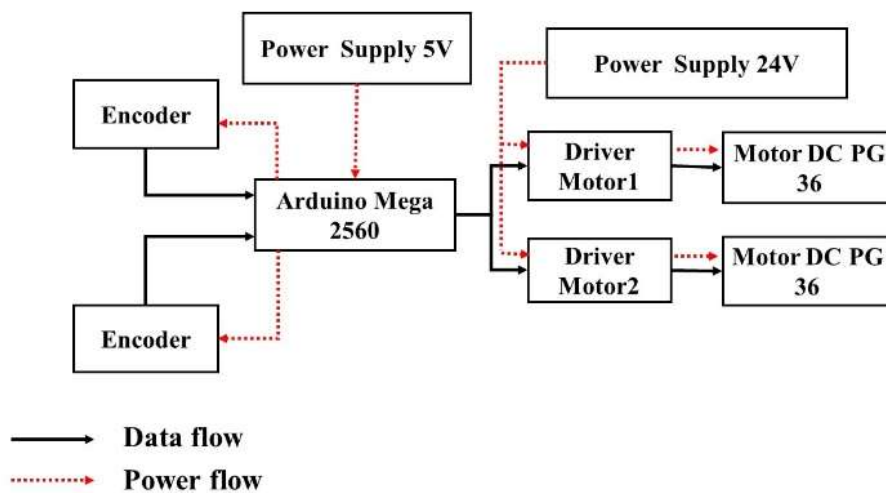 Power Supply 5V
Power Supply 24V
Encoder
Driver
Motor1
Motor DC PG
36
Arduino Mega
2560
Driver
Motor2
Motor DC PG
36
Encoder
Data flow
Power flow